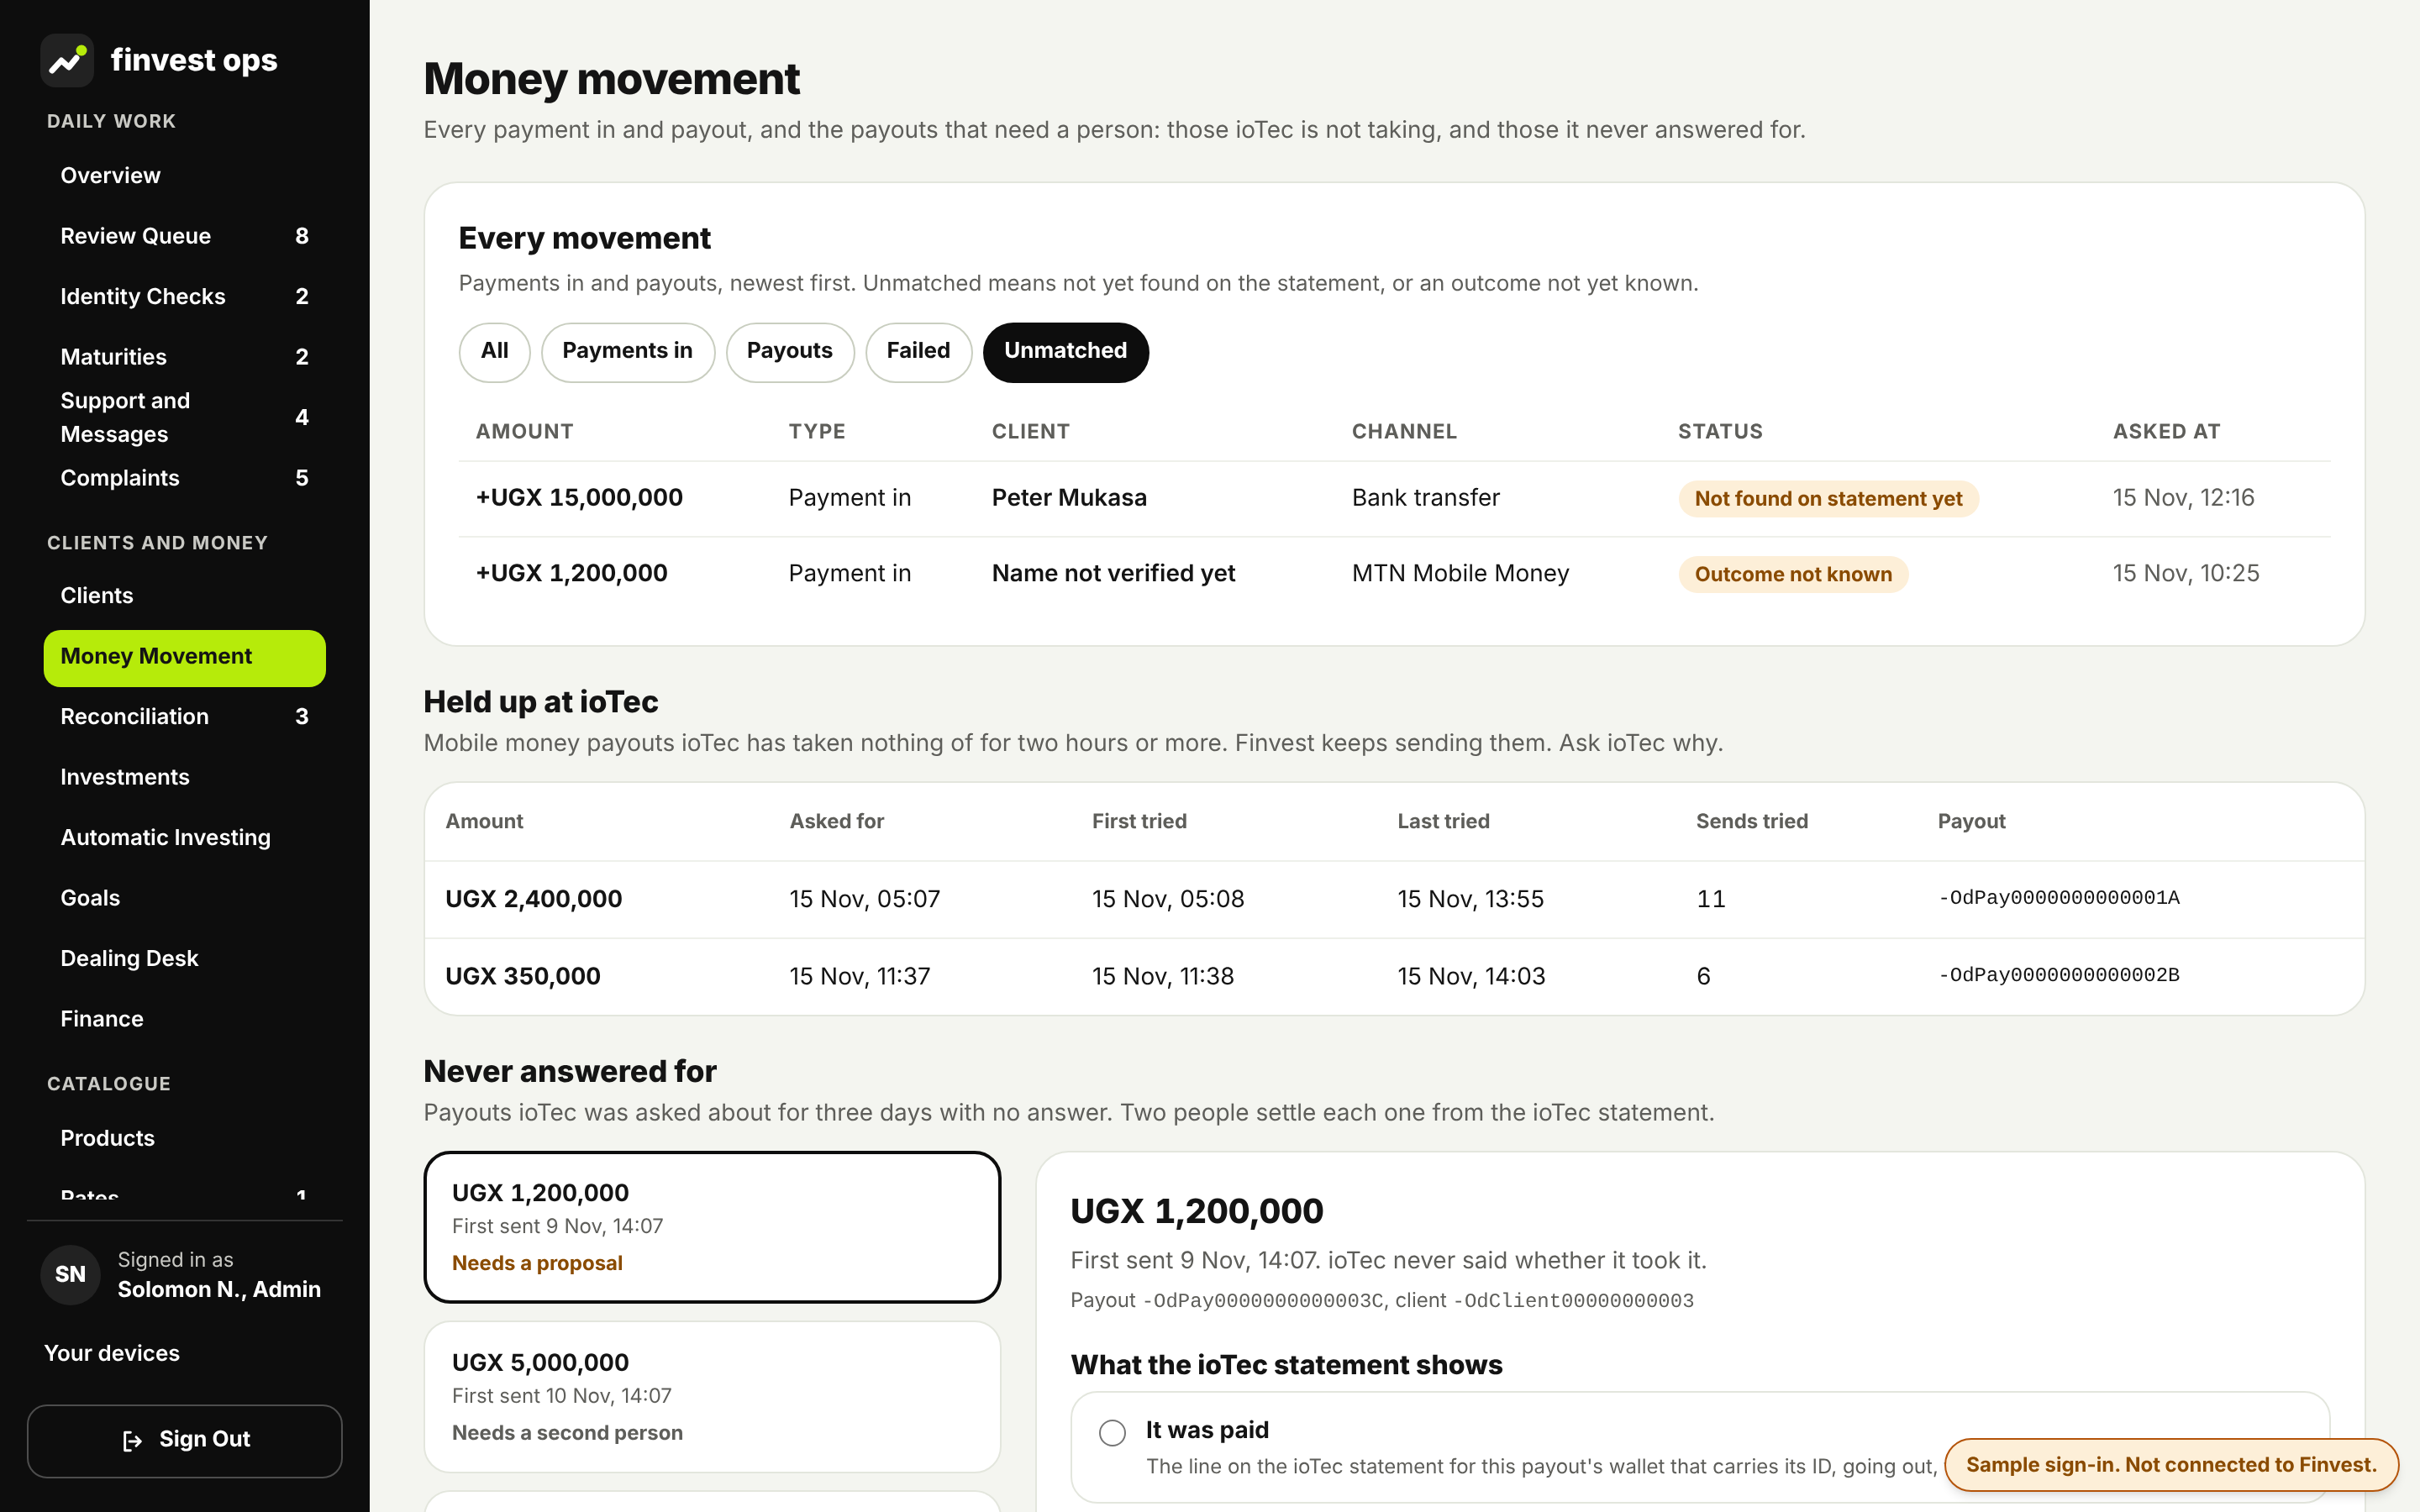 finvest ops
DAILY WORK
Overview
Review Queue 8
Identity Checks 2
Maturities 2
Support and
Messages 4
Complaints 5
CLIENTS AND MONEY
Clients
Money Movement
Reconciliation 3
Investments
Automatic Investing
Goals
Dealing Desk
Finance
CATALOGUE
Products
Rates 1
SN
Signed in as
Solomon N., Admin
Your devices
Sign Out
Money movement
Every payment in and payout, and the payouts that need a person: those ioTec is not taking, and those it never answered for.
Every movement
Payments in and payouts, newest first. Unmatched means not yet found on the statement, or an outcome not yet known.
All Payments in Payouts Failed Unmatched
AMOUNT TYPE CLIENT CHANNEL STATUS ASKED AT
+UGX 15,000,000 Payment in Peter Mukasa Bank transfer Not found on statement yet 15 Nov, 12:16
+UGX 1,200,000 Payment in Name not verified yet MTN Mobile Money Outcome not known 15 Nov, 10:25
Held up at ioTec
Mobile money payouts ioTec has taken nothing of for two hours or more. Finvest keeps sending them. Ask ioTec why.
Amount Asked for First tried Last tried Sends tried Payout
UGX 2,400,000 15 Nov, 05:07 15 Nov, 05:08 15 Nov, 13:55 11 -OdPay0000000000001A
UGX 350,000 15 Nov, 11:37 15 Nov, 11:38 15 Nov, 14:03 6 -OdPay0000000000002B
Never answered for
Payouts ioTec was asked about for three days with no answer. Two people settle each one from the ioTec statement.
UGX 1,200,000
First sent 9 Nov, 14:07
Needs a proposal
UGX 5,000,000
First sent 10 Nov, 14:07
Needs a second person
UGX 1,200,000
First sent 9 Nov, 14:07. ioTec never said whether it took it.
Payout -OdPay0000000000003C, client -OdClient00000000003
What the ioTec statement shows
It was paid
The line on the ioTec statement for this payout's wallet that carries its ID, going out,
Sample sign-in. Not connected to Finvest.